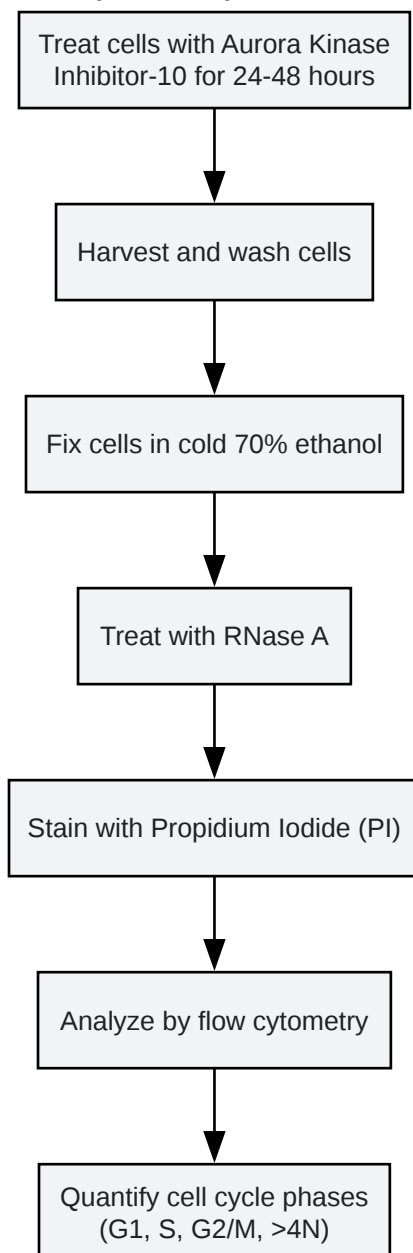 Treat cells with Aurora Kinase
Inhibitor-10 for 24-48 hours
Harvest and wash cells
Fix cells in cold 70% ethanol
Treat with RNase A
Stain with Propidium Iodide (PI)
Analyze by flow cytometry
Quantify cell cycle phases
(G1, S, G2/M, >4N)